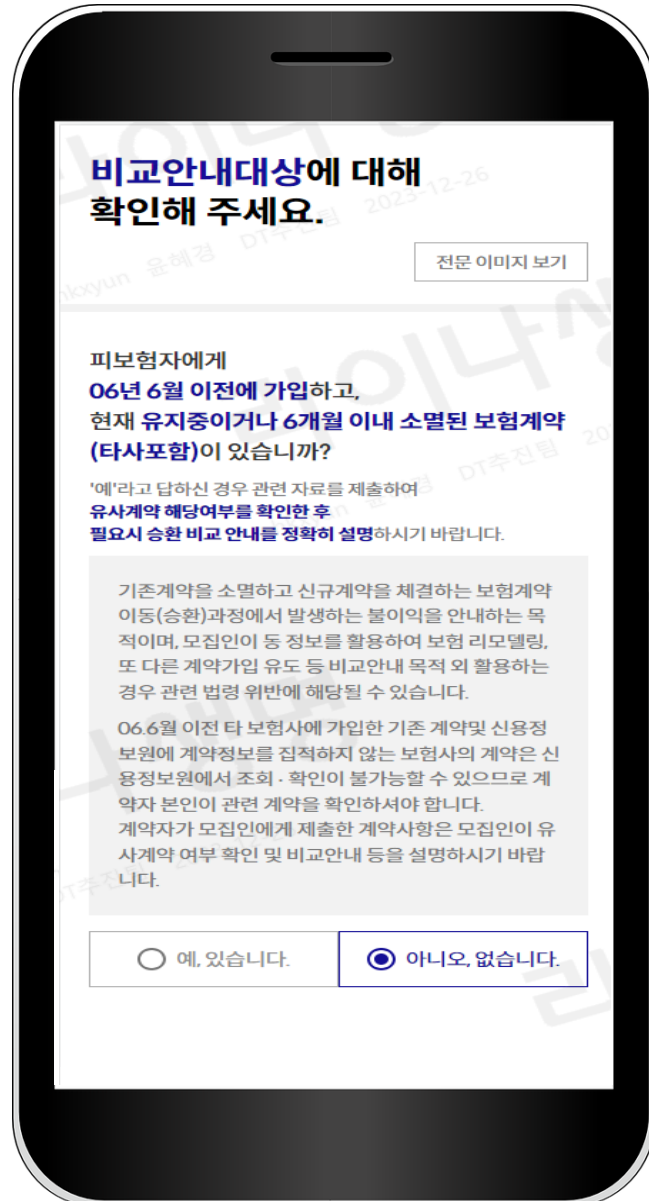 비교안내대상에 대해
확인해 주세요.
전문 이미지 보기
피보험자에게
06년 6월 이전에 가입하고,
현재 유지중이거나 6개월 이내 소멸된 보험계약
(타사포함)이 있습니까?
'예'라고 답하신 경우 관련 자료를 제출하여
유사계약 해당여부를 확인한 후
필요시 승환 비교 안내를 정확히 설명하시기 바랍니다.
기존계약을 소멸하고 신규계약을 체결하는 보험계약
이동(승환)과정에서 발생하는 불이익을 안내하는 목
적이며, 모집인이 동 정보를 활용하여 보험 리모델링,
또 다른 계약가입 유도 등 비교안내 목적 외 활용하는
경우 관련 법령 위반에 해당될 수 있습니다.
06.6월 이전 타 보험사에 가입한 기존 계약및 신용정
보원에 계약정보를 집적하지 않는 보험사의 계약은 신
용정보원에서 조회·확인이 불가능할 수 있으므로 계
약자 본인이 관련 계약을 확인하셔야 합니다.
계약자가 모집인에게 제출한 계약사항은 모집인이 유
사계약 여부 확인 및 비교안내 등을 설명하시기 바랍
니다.
예, 있습니다.
아니오, 없습니다.